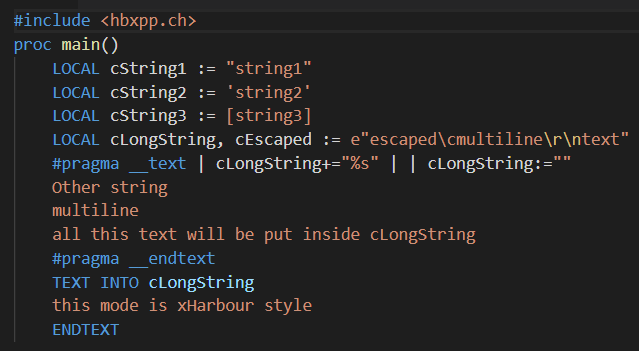 #include <hbxpp.ch>
proc main()
LOCAL cString1 := "string1"
LOCAL cString2 := 'string2'
LOCAL cString3 := [string3]
LOCAL cLongString, cEscaped := e"escaped\cmultiline\r\ntext"
#pragma __text | cLongString+="%s" | | cLongString:=""
Other string
multiline
all this text will be put inside cLongString
#pragma __endtext
TEXT INTO cLongString
this mode is xHarbour style
ENDTEXT